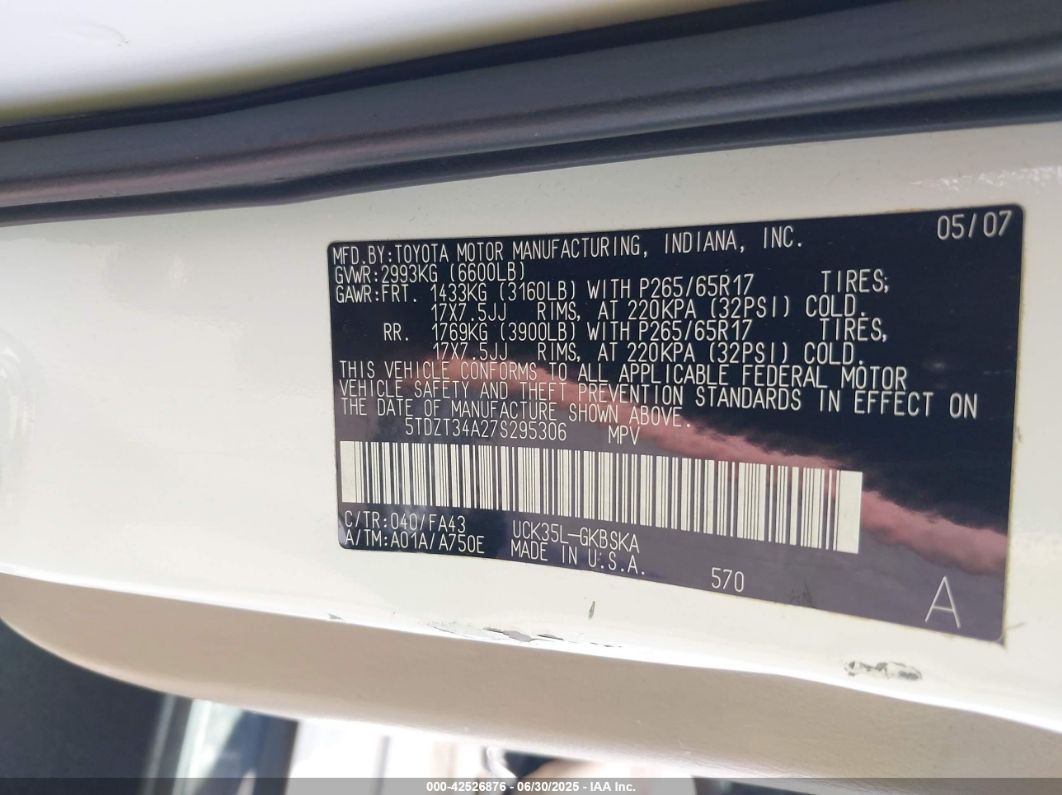 05/07
MFD.BY:TOYOTA MOTOR MANUFACTURING, INDIANA, INC.
GVWR:2993KG (6600LB)
GAWR:FRT. 1433KG (3160LB) WITH P265/65R17 TIRES;
17X7.5JJ RIMS, AT 220KPA (32PSI) COLD.
RR. 1769KG (3900LB) WITH P265/65R17 TIRES,
17X7.5JJ RIMS, AT 220KPA (32PSI) COLD.
THIS VEHICLE CONFORMS TO ALL APPLICABLE FEDERAL MOTOR
VEHICLE SAFETY AND THEFT PREVENTION STANDARDS IN EFFECT ON
THE DATE OF MANUFACTURE SHOWN ABOVE.
5TDZT34A27S295306 MPV
C/TR:040/FA43 UCK35L-GKBSKA
A/TM:A01A/A750E MADE IN U.S.A.
570
A
000-42526876 - 06/30/2025 - IAA Inc.